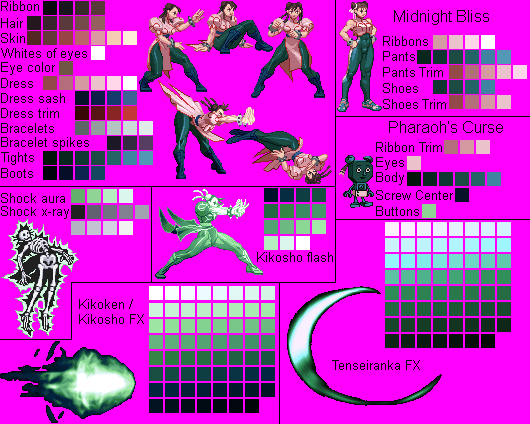 Ribbon
Hair
Skin
Whites of eyes
Eye color
Dress
Dress sash
Dress trim
Bracelets
Bracelet spikes
Tights
Boots
Midnight Bliss
Ribbons
Pants
Pants Trim
Shoes
Shoes Trim
Pharaoh's Curse
Ribbon Trim
Eyes
Body
Screw Center
Buttons
Shock aura
Shock x-ray
Kikosho flash
Kikoken /
Kikosho FX
Tenseiranka FX